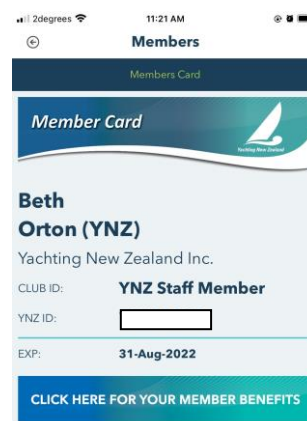 2degrees 11:21 AM
Members
Members Card
Member Card
Yachting New Zealand
Beth
Orton (YNZ)
Yachting New Zealand Inc.
CLUB ID: YNZ Staff Member
YNZ ID:
EXP: 31-Aug-2022
CLICK HERE FOR YOUR MEMBER BENEFITS